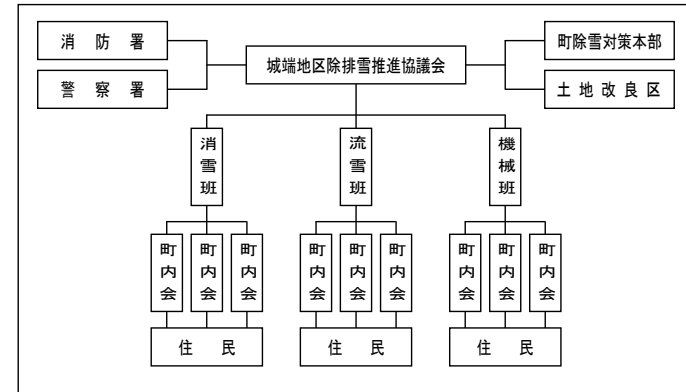 消防署
町除雪対策本部
城端地区除排雪推進協議会
警察署
土地改良区
消雪班
流雪班
機械班
町内会
町内会
町内会
町内会
町内会
町内会
町内会
町内会
町内会
住民
住民
住民